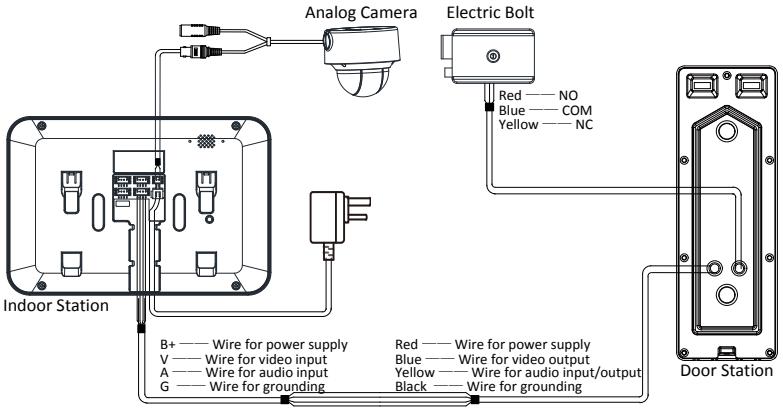 Analog Camera
Electric Bolt
Red —— NO
Blue —— COM
Yellow —— NC
Indoor Station
Door Station
B+ —— Wire for power supply
V —— Wire for video input
A —— Wire for audio input
G —— Wire for grounding
Red —— Wire for power supply
Blue —— Wire for video output
Yellow —— Wire for audio input/output
Black —— Wire for grounding